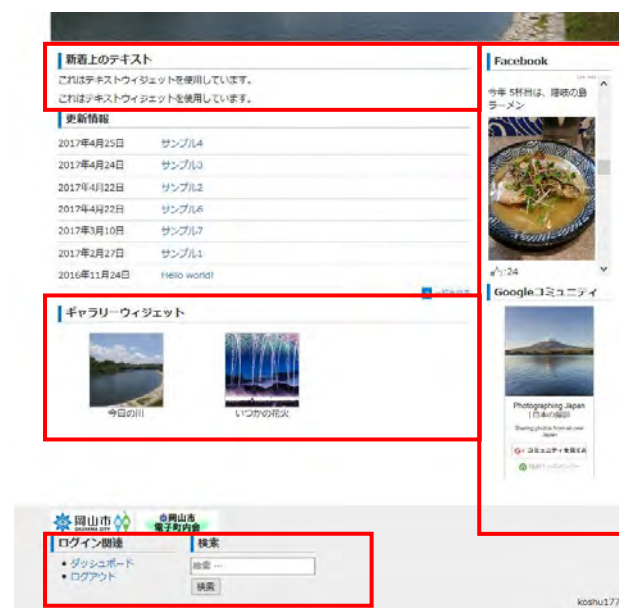 新着上のテキスト
これはテキストウィジェットを使用しています。
これはテキストウィジェットを使用しています。
更新情報
2017年4月25日 サンプル4
2017年4月24日 サンプル3
2017年4月22日 サンプル2
2017年4月22日 サンプル6
2017年3月10日 サンプル7
2017年2月27日 サンプル1
2016年11月24日 Hello world!
ギャラリーウィジェット
今日の川
いつかの花火
Facebook
今年 5杯目は、隠岐の島
ラーメン
:24
Googleコミュニティ
Photographing Japan
Sharing photos from all over
Japan
岡山市
OKAYAMA CITY
岡山市
電子町内会
ログイン関連
• ダッシュボード
• ログアウト
検索
検索 …
検索
koshu177